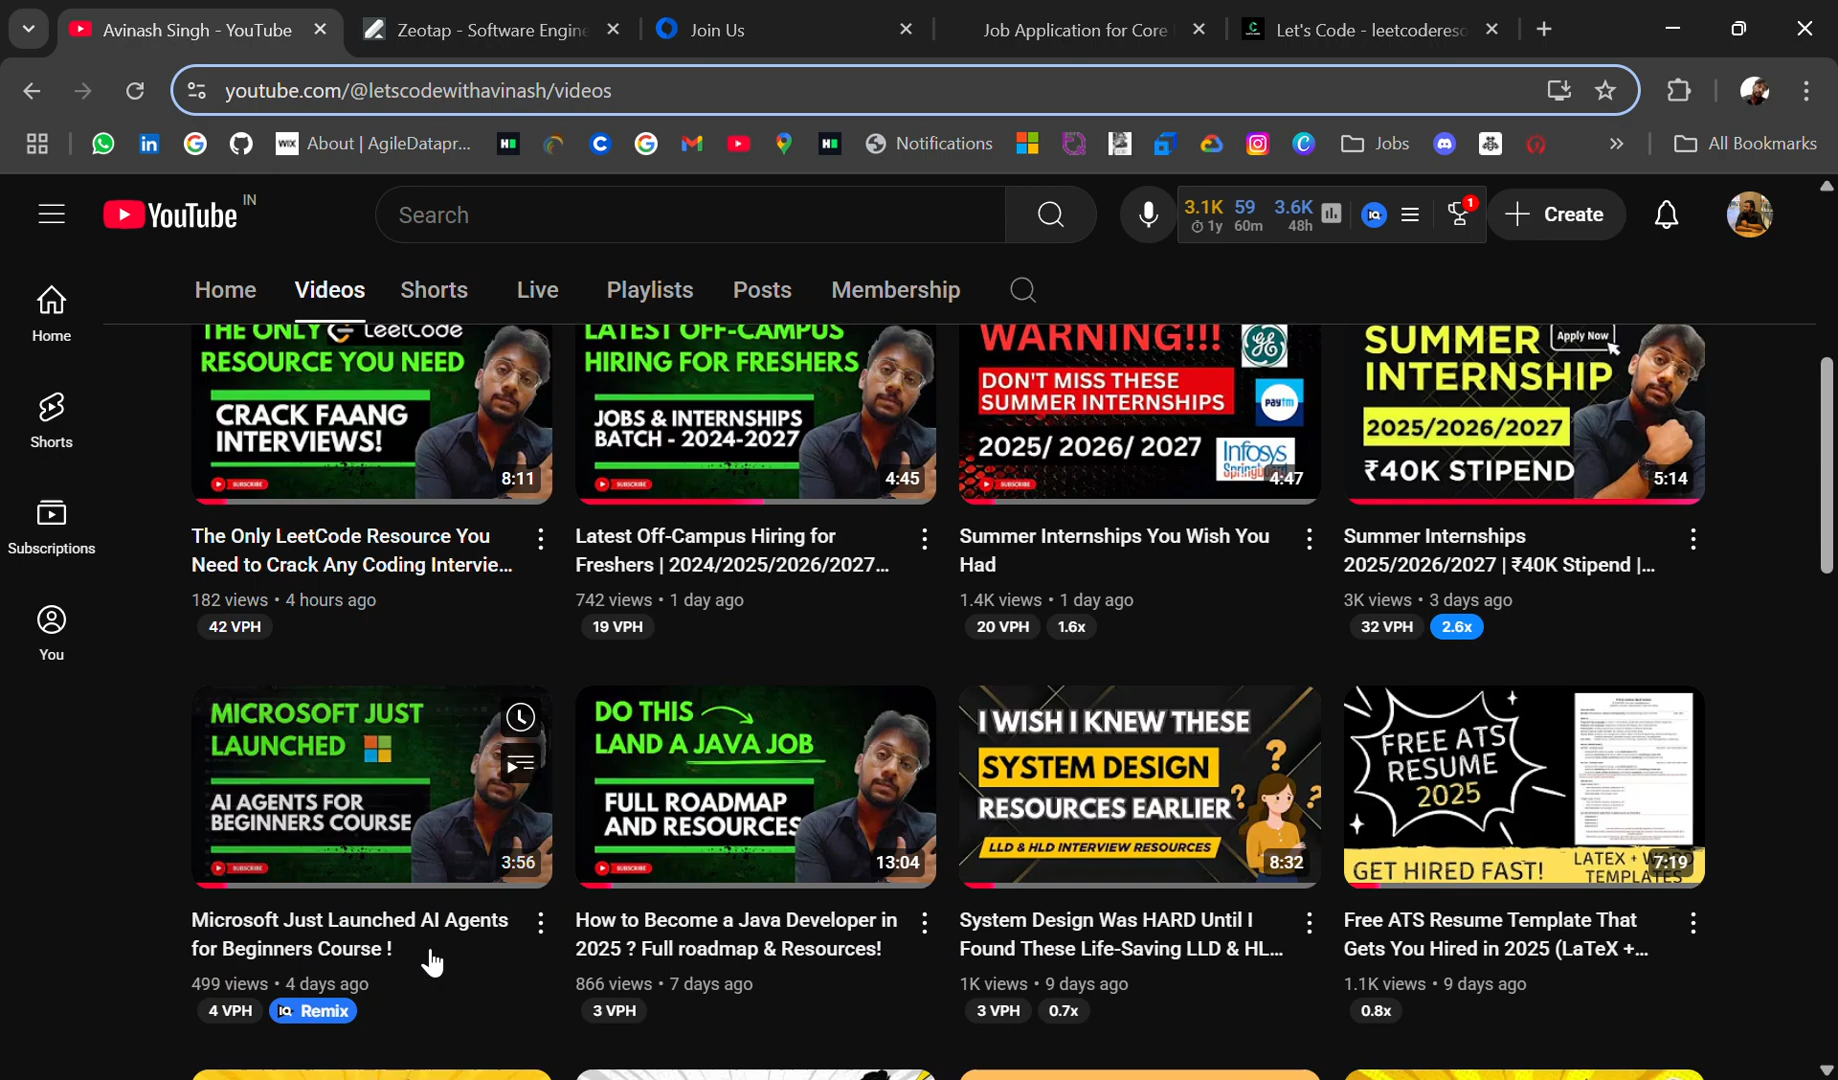 Avinash Singh - YouTube
Zeotap - Software Engine
Join Us
Job Application for Core
Let's Code - leetcodereso
youtube.com/@letscodewithavinash/videos
About | AgileDatapr...
Notifications
Jobs
All Bookmarks
YouTube IN
Search
3.1K 59 3.6K
1y 60m 48h
1
Create
Home
Videos
Shorts
Live
Playlists
Posts
Membership
Home
Shorts
Subscriptions
You
THE ONLY LeetCode
RESOURCE YOU NEED
CRACK FAANG
INTERVIEWS!
SUBSCRIBE
8:11
LATEST OFF-CAMPUS
HIRING FOR FRESHERS
JOBS & INTERNSHIPS
BATCH - 2024-2027
SUBSCRIBE
4:45
WARNING!!!
DON'T MISS THESE
SUMMER INTERNSHIPS
2025/ 2026/ 2027
paytm
Infosys
Springboard
SUBSCRIBE
4:47
SUMMER
Apply Now
INTERNSHIP
2025/2026/2027
₹40K STIPEND
5:14
The Only LeetCode Resource You
Need to Crack Any Coding Intervie...
182 views • 4 hours ago
42 VPH
Latest Off-Campus Hiring for
Freshers | 2024/2025/2026/2027...
742 views • 1 day ago
19 VPH
Summer Internships You Wish You
Had
1.4K views • 1 day ago
20 VPH 1.6x
Summer Internships
2025/2026/2027 | ₹40K Stipend |...
3K views • 3 days ago
32 VPH 2.6x
MICROSOFT JUST
LAUNCHED
AI AGENTS FOR
BEGINNERS COURSE
SUBSCRIBE
3:56
DO THIS
LAND A JAVA JOB
FULL ROADMAP
AND RESOURCES
SUBSCRIBE
13:04
I WISH I KNEW THESE
SYSTEM DESIGN
RESOURCES EARLIER
LLD & HLD INTERVIEW RESOURCES
8:32
FREE ATS
RESUME
2025
GET HIRED FAST!
LATEX + WORD
TEMPLATES
7:19
Microsoft Just Launched AI Agents
for Beginners Course !
499 views • 4 days ago
4 VPH Remix
How to Become a Java Developer in
2025 ? Full roadmap & Resources!
866 views • 7 days ago
3 VPH
System Design Was HARD Until I
Found These Life-Saving LLD & HL...
1K views • 9 days ago
3 VPH 0.7x
Free ATS Resume Template That
Gets You Hired in 2025 (LaTeX +...
1.1K views • 9 days ago
0.8x